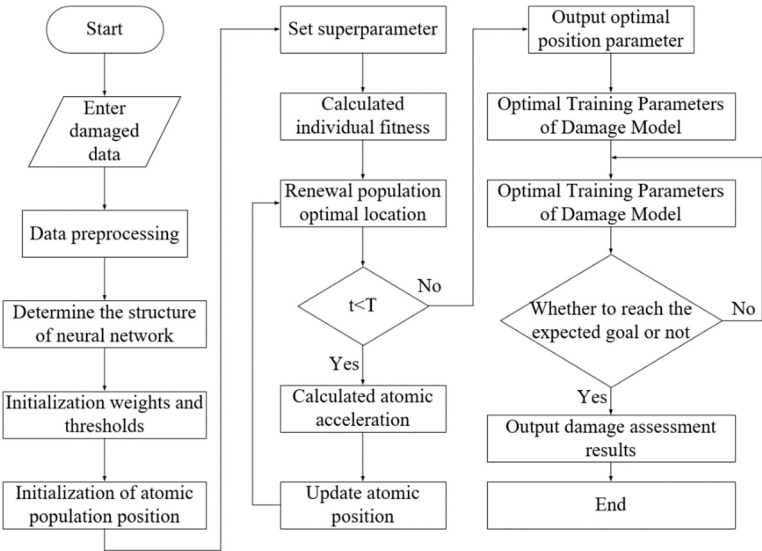 Start
Enter
damaged
data
Data preprocessing
Determine the structure
of neural network
Initialization weights and
thresholds
Initialization of atomic
population position
Set superparameter
Calculated
individual fitness
Renewal population
optimal location
t<T
No
Yes
Calculated atomic
acceleration
Update atomic
position
Output optimal
position parameter
Optimal Training Parameters
of Damage Model
Optimal Training Parameters
of Damage Model
Whether to reach the
expected goal or not
No
Yes
Output damage assessment
results
End